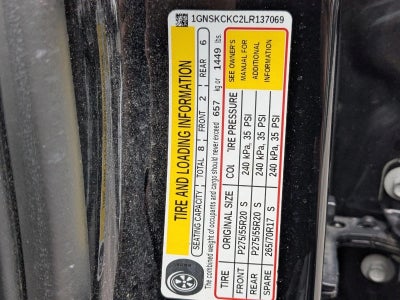 1GNSKCKC2LR137069
TIRE AND LOADING INFORMATION
SEATING CAPACITY TOTAL 8 FRONT 2 REAR 6
The combined weight of occupants and cargo should never exceed 657 kg or 1449 lbs.
TIRE ORIGINAL SIZE COL TIRE PRESSURE
FRONT P275/55R20 S 240 kPa, 35 PSI
REAR P275/55R20 S 240 kPa, 35 PSI
SPARE 265/70R17 S 240 kPa, 35 PSI
SEE OWNER'S
MANUAL FOR
ADDITIONAL
INFORMATION